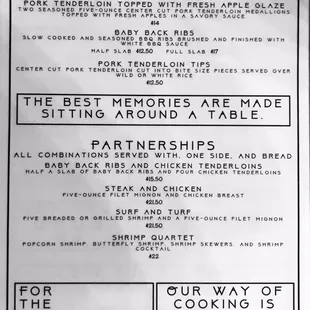 PORK TENDERLOIN TOPPED WITH FRESH APPLE GLAZE
TWO SEASONED FIVE-OUNCE CENTER CUT PORK TENDERLOIN MEDALLIONS
TOPPED WITH FRESH APPLES IN A SAVORY SAUCE.
$14
BABY BACK RIBS
SLOW COOKED AND SEASONED BBQ RIBS BRUSHED AND FINISHED WITH
WHITE BBQ SAUCE
HALF SLAB $12.50 FULL SLAB $17
PORK TENDERLOIN TIPS
CENTER CUT PORK TENDERLOIN CUT INTO BITE SIZE PIECES SERVED OVER
WILD OR WHITE RICE
$12.50
THE BEST MEMORIES ARE MADE
SITTING AROUND A TABLE.
PARTNERSHIPS
ALL COMBINATIONS SERVED WITH, ONE SIDE, AND BREAD
BABY BACK RIBS AND CHICKEN TENDERLOINS
HALF A SLAB OF BABY BACK RIBS AND FOUR CHICKEN TENDERLOINS
$15.50
STEAK AND CHICKEN
FIVE-OUNCE FILET MIGNON AND CHICKEN BREAST
$21.50
SURF AND TURF
FIVE BREADED OR GRILLED SHRIMP AND A FIVE-OUNCE FILET MIGNON
$21.50
SHRIMP QUARTET
POPCORN SHRIMP, BUTTERFLY SHRIMP, SHRIMP SKEWERS, AND SHRIMP
COCKTAIL
$22
FOR
THE
OUR WAY OF
COOKING IS